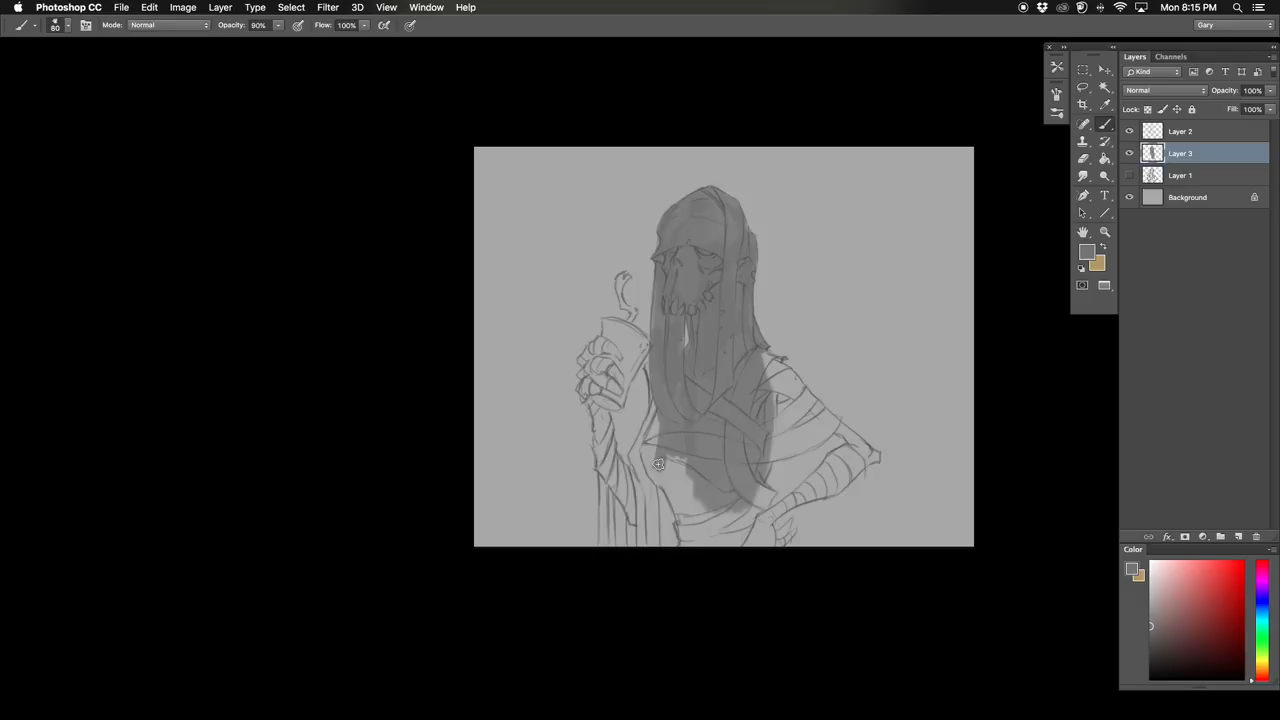 Photoshop CC File Edit Image Layer Type Select Filter 3D View Window Help Mon 8:15 PM
80 Mode: Normal Opacity: 90% Flow: 100% Gary
Layers Channels
Kind
Normal Opacity: 100%
Lock: Fill: 100%
Layer 2
Layer 3
Layer 1
Background
Color